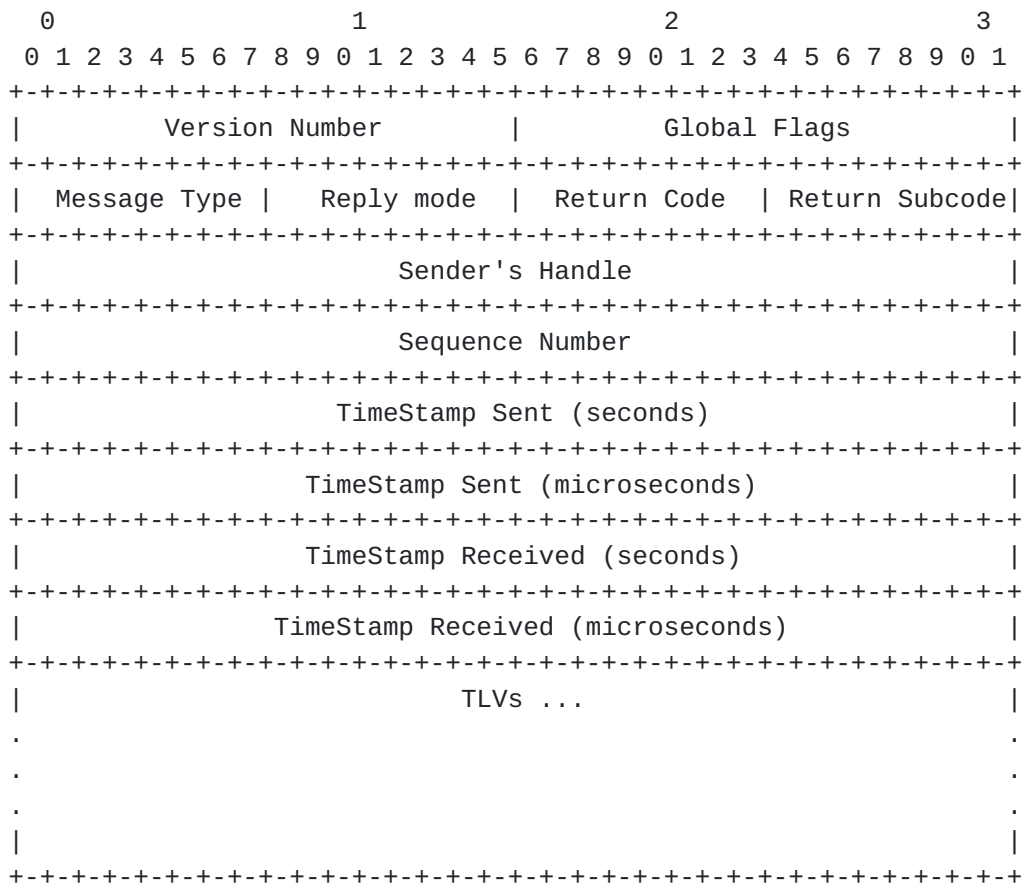 0                   1                   2                   3
 0 1 2 3 4 5 6 7 8 9 0 1 2 3 4 5 6 7 8 9 0 1 2 3 4 5 6 7 8 9 0 1
+-+-+-+-+-+-+-+-+-+-+-+-+-+-+-+-+-+-+-+-+-+-+-+-+-+-+-+-+-+-+-+-+
|         Version Number        |         Global Flags          |
+-+-+-+-+-+-+-+-+-+-+-+-+-+-+-+-+-+-+-+-+-+-+-+-+-+-+-+-+-+-+-+-+
|  Message Type |   Reply mode  |  Return Code  | Return Subcode|
+-+-+-+-+-+-+-+-+-+-+-+-+-+-+-+-+-+-+-+-+-+-+-+-+-+-+-+-+-+-+-+-+
|                        Sender's Handle                        |
+-+-+-+-+-+-+-+-+-+-+-+-+-+-+-+-+-+-+-+-+-+-+-+-+-+-+-+-+-+-+-+-+
|                        Sequence Number                        |
+-+-+-+-+-+-+-+-+-+-+-+-+-+-+-+-+-+-+-+-+-+-+-+-+-+-+-+-+-+-+-+-+
|                    TimeStamp Sent (seconds)                   |
+-+-+-+-+-+-+-+-+-+-+-+-+-+-+-+-+-+-+-+-+-+-+-+-+-+-+-+-+-+-+-+-+
|                  TimeStamp Sent (microseconds)                |
+-+-+-+-+-+-+-+-+-+-+-+-+-+-+-+-+-+-+-+-+-+-+-+-+-+-+-+-+-+-+-+-+
|                  TimeStamp Received (seconds)                 |
+-+-+-+-+-+-+-+-+-+-+-+-+-+-+-+-+-+-+-+-+-+-+-+-+-+-+-+-+-+-+-+-+
|                TimeStamp Received (microseconds)              |
+-+-+-+-+-+-+-+-+-+-+-+-+-+-+-+-+-+-+-+-+-+-+-+-+-+-+-+-+-+-+-+-+
|                            TLVs ...                           |
.                                                               .
.                                                               .
.                                                               .
|                                                               |
+-+-+-+-+-+-+-+-+-+-+-+-+-+-+-+-+-+-+-+-+-+-+-+-+-+-+-+-+-+-+-+-+